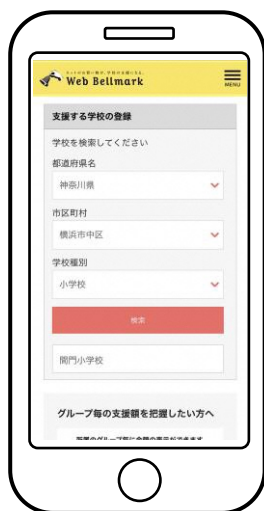 Web Bellmark
MENU
支援する学校の登録
学校を検索してください
都道府県名
神奈川県
市区町村
横浜市中区
学校種別
小学校
検索
間門小学校
グループ毎の支援額を把握したい方へ